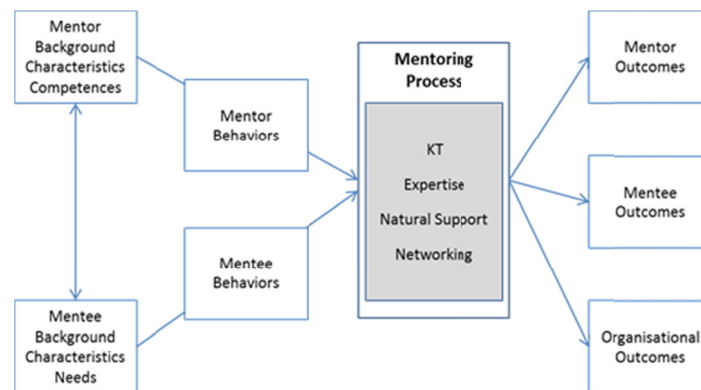 Mentor
Background
Characteristics
Competences
Mentor
Behaviors
Mentee
Behaviors
Mentee
Background
Characteristics
Needs
Mentoring
Process
KT
Expertise
Natural Support
Networking
Mentor
Outcomes
Mentee
Outcomes
Organisational
Outcomes